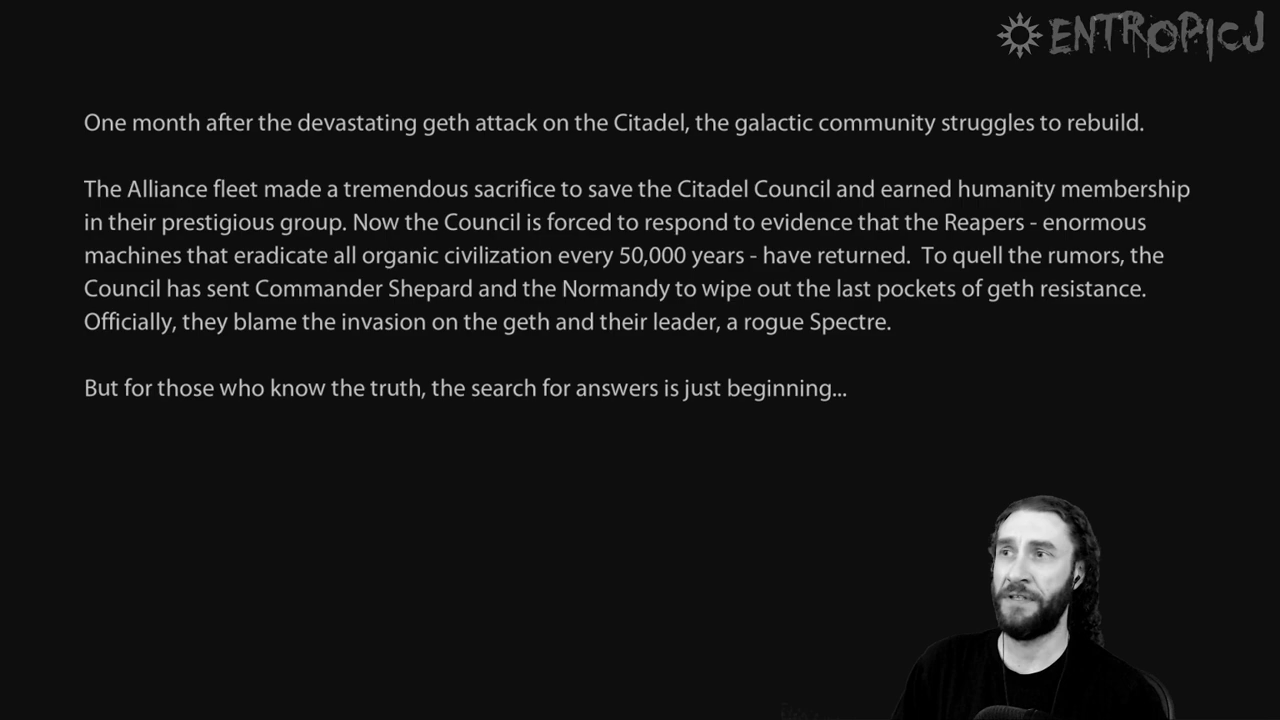 ENTROPICJ
One month after the devastating geth attack on the Citadel, the galactic community struggles to rebuild.
The Alliance fleet made a tremendous sacrifice to save the Citadel Council and earned humanity membership
in their prestigious group. Now the Council is forced to respond to evidence that the Reapers - enormous
machines that eradicate all organic civilization every 50,000 years - have returned.  To quell the rumors, the
Council has sent Commander Shepard and the Normandy to wipe out the last pockets of geth resistance.
Officially, they blame the invasion on the geth and their leader, a rogue Spectre.
But for those who know the truth, the search for answers is just beginning...